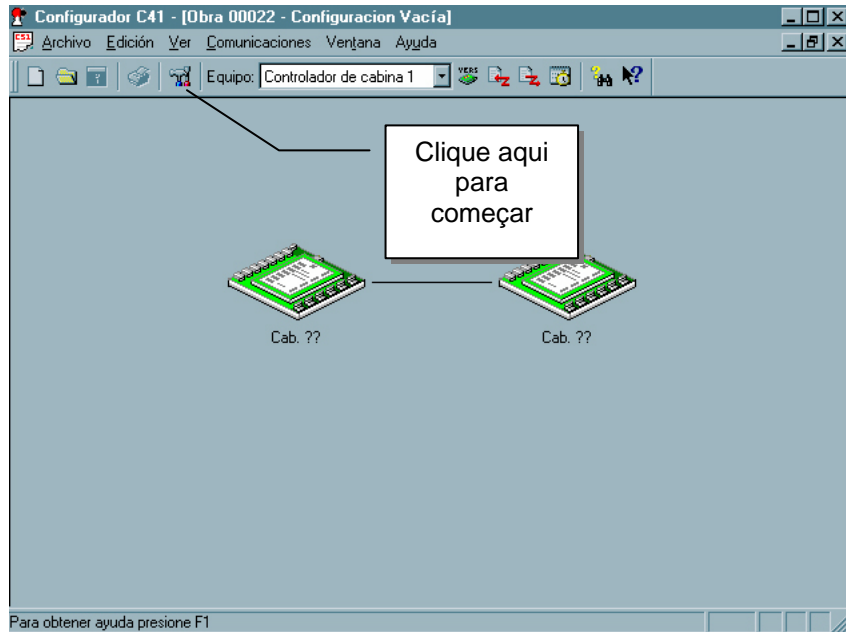 Configurador C41 - [Obra 00022 - Configuracion Vacía]
Archivo Edición Ver Comunicaciones Ventana Ayuda
Equipo: Controlador de cabina 1 VERS
Clique aqui
para
começar
Cab. ?? Cab. ??
Para obtener ayuda presione F1